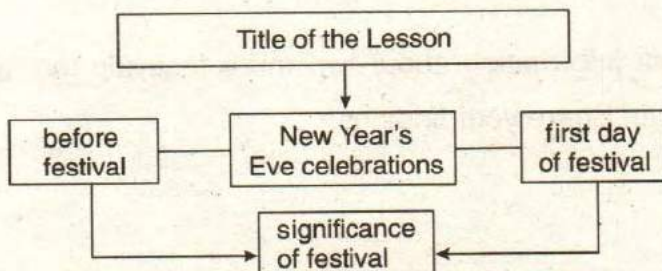 Title of the Lesson
before
festival
New Year's
Eve celebrations
first day
of festival
significance
of festival